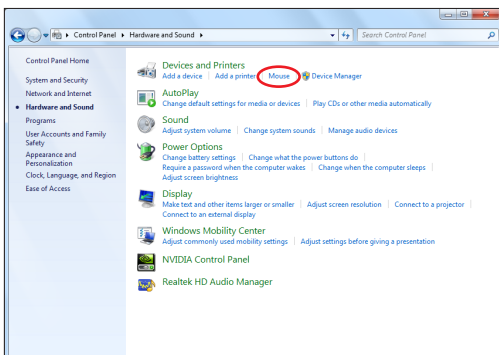 Control Panel ▸ Hardware and Sound ▸
Search Control Panel
Control Panel Home
System and Security
Network and Internet
Hardware and Sound
Programs
User Accounts and Family
Safety
Appearance and
Personalization
Clock, Language, and Region
Ease of Access
Devices and Printers
Add a device | Add a printer | Mouse | Device Manager
AutoPlay
Change default settings for media or devices | Play CDs or other media automatically
Sound
Adjust system volume | Change system sounds | Manage audio devices
Power Options
Change battery settings | Change what the power buttons do |
Require a password when the computer wakes | Change when the computer sleeps |
Adjust screen brightness
Display
Make text and other items larger or smaller | Adjust screen resolution | Connect to a projector |
Connect to an external display
Windows Mobility Center
Adjust commonly used mobility settings | Adjust settings before giving a presentation
NVIDIA Control Panel
Realtek HD Audio Manager